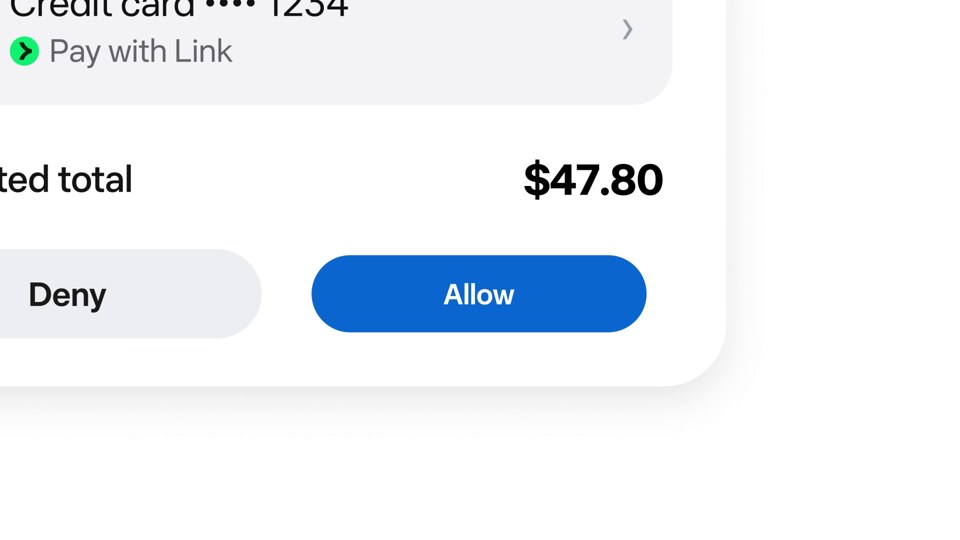 Credit card •••• 1234
Pay with Link
ted total
$47.80
Deny
Allow